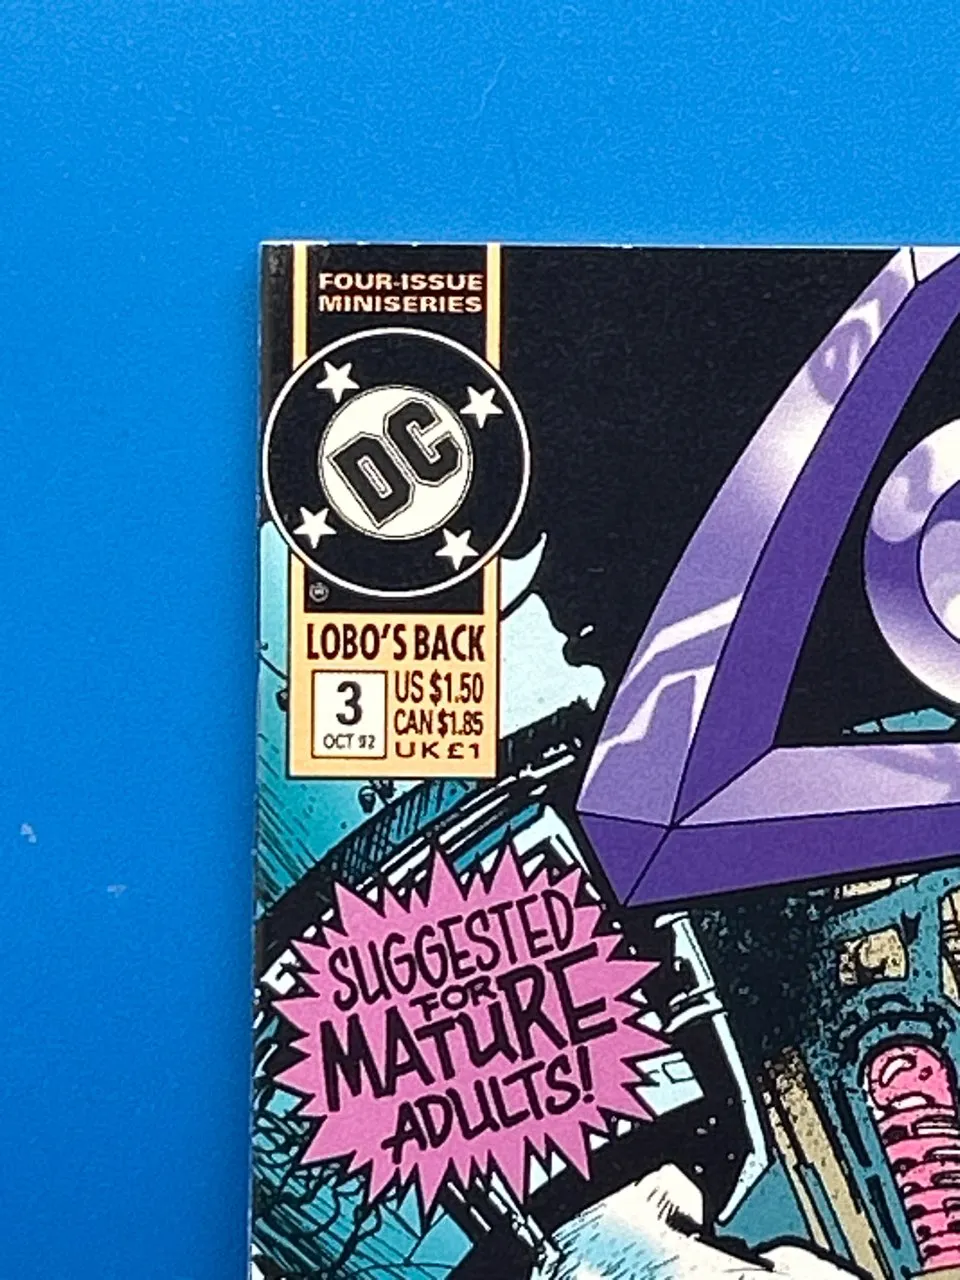 FOUR-ISSUE
MINISERIES
DC
LOBO'S BACK
3
OCT 92
US $1.50
CAN $1.85
UK £1
SUGGESTED
FOR
MATURE
ADULTS!